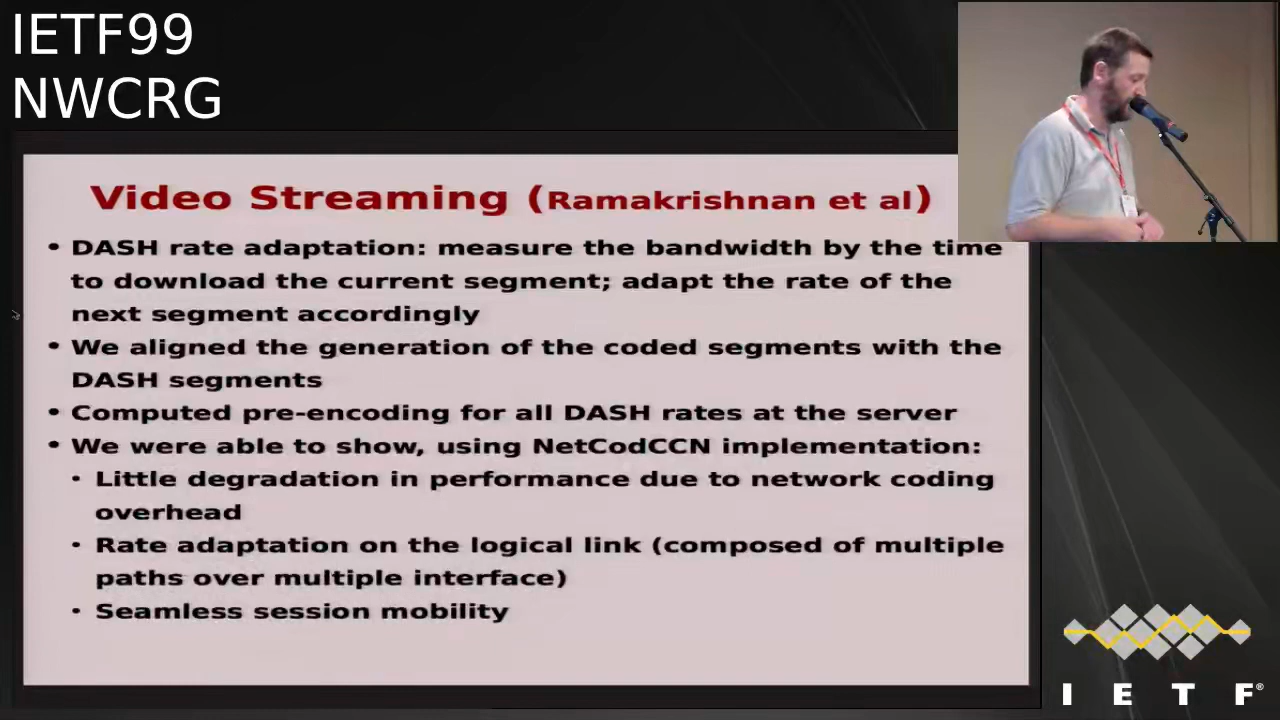 IETF99
NWCRG
Video Streaming (Ramakrishnan et al)
• DASH rate adaptation: measure the bandwidth by the time
to download the current segment; adapt the rate of the
next segment accordingly
• We aligned the generation of the coded segments with the
DASH segments
• Computed pre-encoding for all DASH rates at the server
• We were able to show, using NetCodCCN implementation:
• Little degradation in performance due to network coding
overhead
• Rate adaptation on the logical link (composed of multiple
paths over multiple interface)
• Seamless session mobility
I E T F®